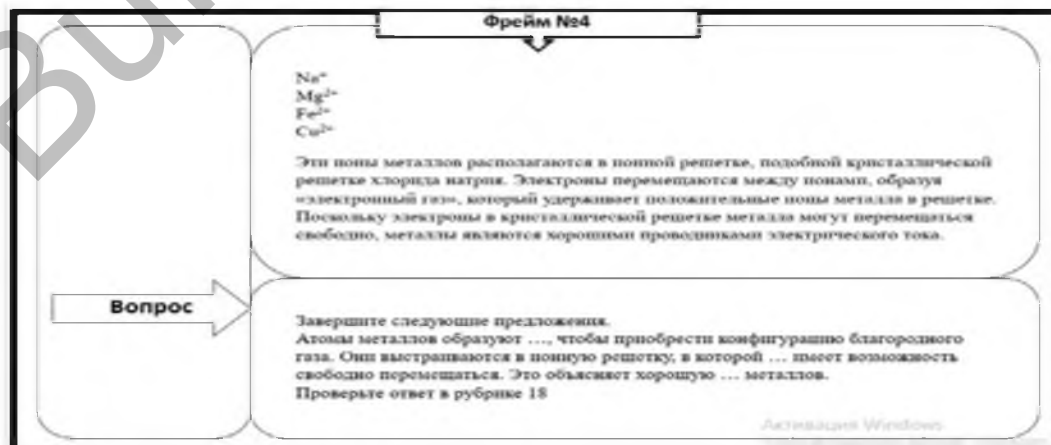 Фрейм №4
Na⁺
Mg²⁺
Fe²⁺
Cu²⁺
Эти ионы металлов располагаются в ионной решетке, подобной кристаллической
решетке хлорида натрия. Электроны перемещаются между ионами, образуя
«электронный газ», который удерживает положительные ионы металла в решетке.
Поскольку электроны в кристаллической решетке металла могут перемещаться
свободно, металлы являются хорошими проводниками электрического тока.
Вопрос
Завершите следующие предложения.
Атомы металлов образуют …, чтобы приобрести конфигурацию благородного
газа. Они выстраиваются в ионную решетку, в которой … имеет возможность
свободно перемещаться. Это объясняет хорошую … металлов.
Проверьте ответ в рубрике 18
Активация Windows